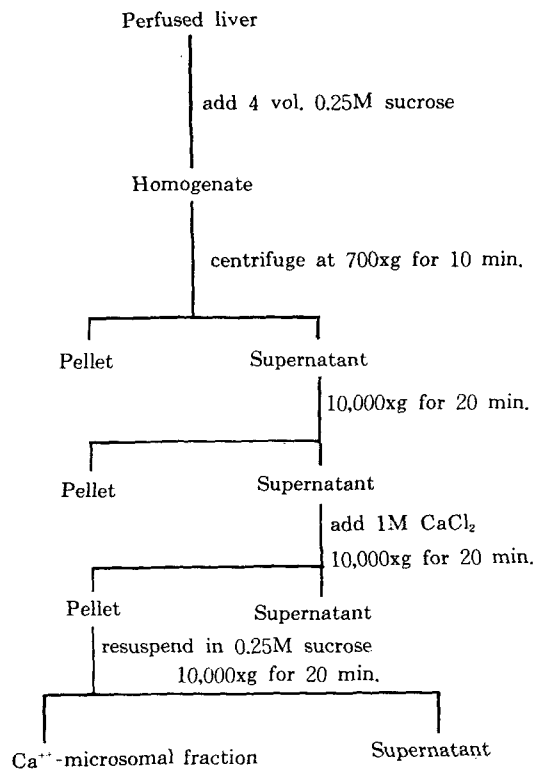 Perfused liver
add 4 vol. 0.25M sucrose
Homogenate
centrifuge at 700xg for 10 min.
Pellet Supernatant
10,000xg for 20 min.
Pellet Supernatant
add 1M CaCl₂
10,000xg for 20 min.
Pellet Supernatant
resuspend in 0.25M sucrose
10,000xg for 20 min.
Ca⁺⁺-microsomal fraction Supernatant